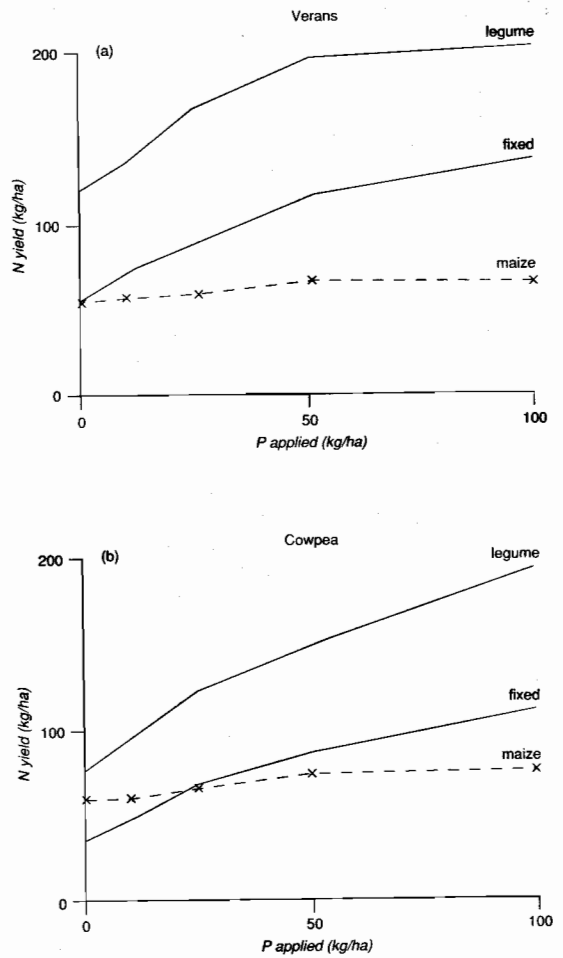 Verans
(a)
legume
200
fixed
N yield (kg/ha)
100
maize
0
0
50
100
P applied (kg/ha)
Cowpea
(b)
legume
200
fixed
N yield (kg/ha)
100
maize
0
0
50
100
P applied (kg/ha)